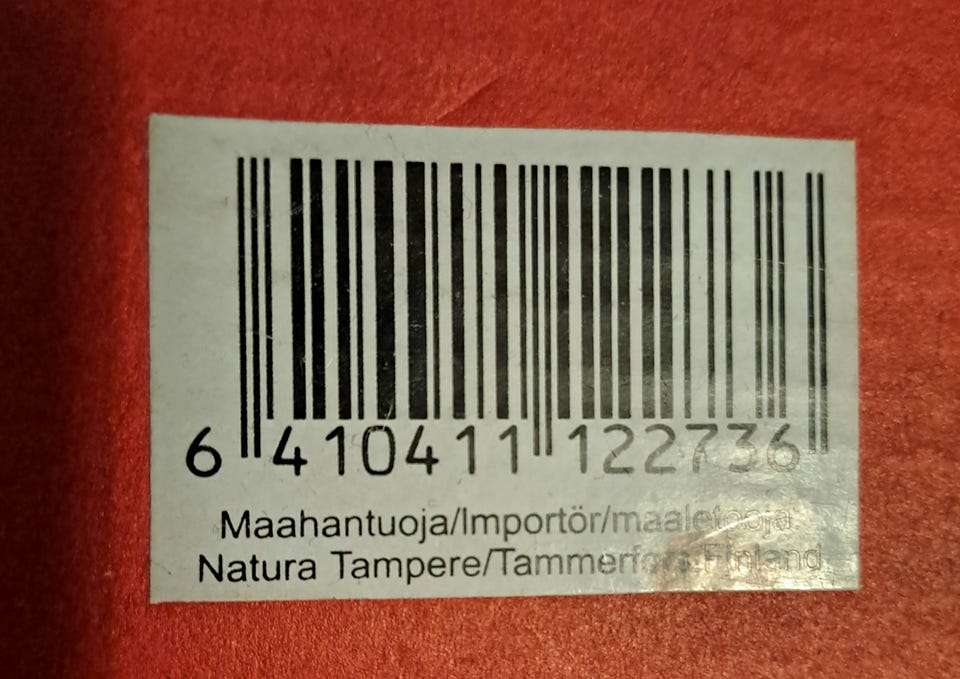 6 410411 122736
Maahantuoja/Importör/maaletooja:
Natura Tampere/Tammerfors Finland